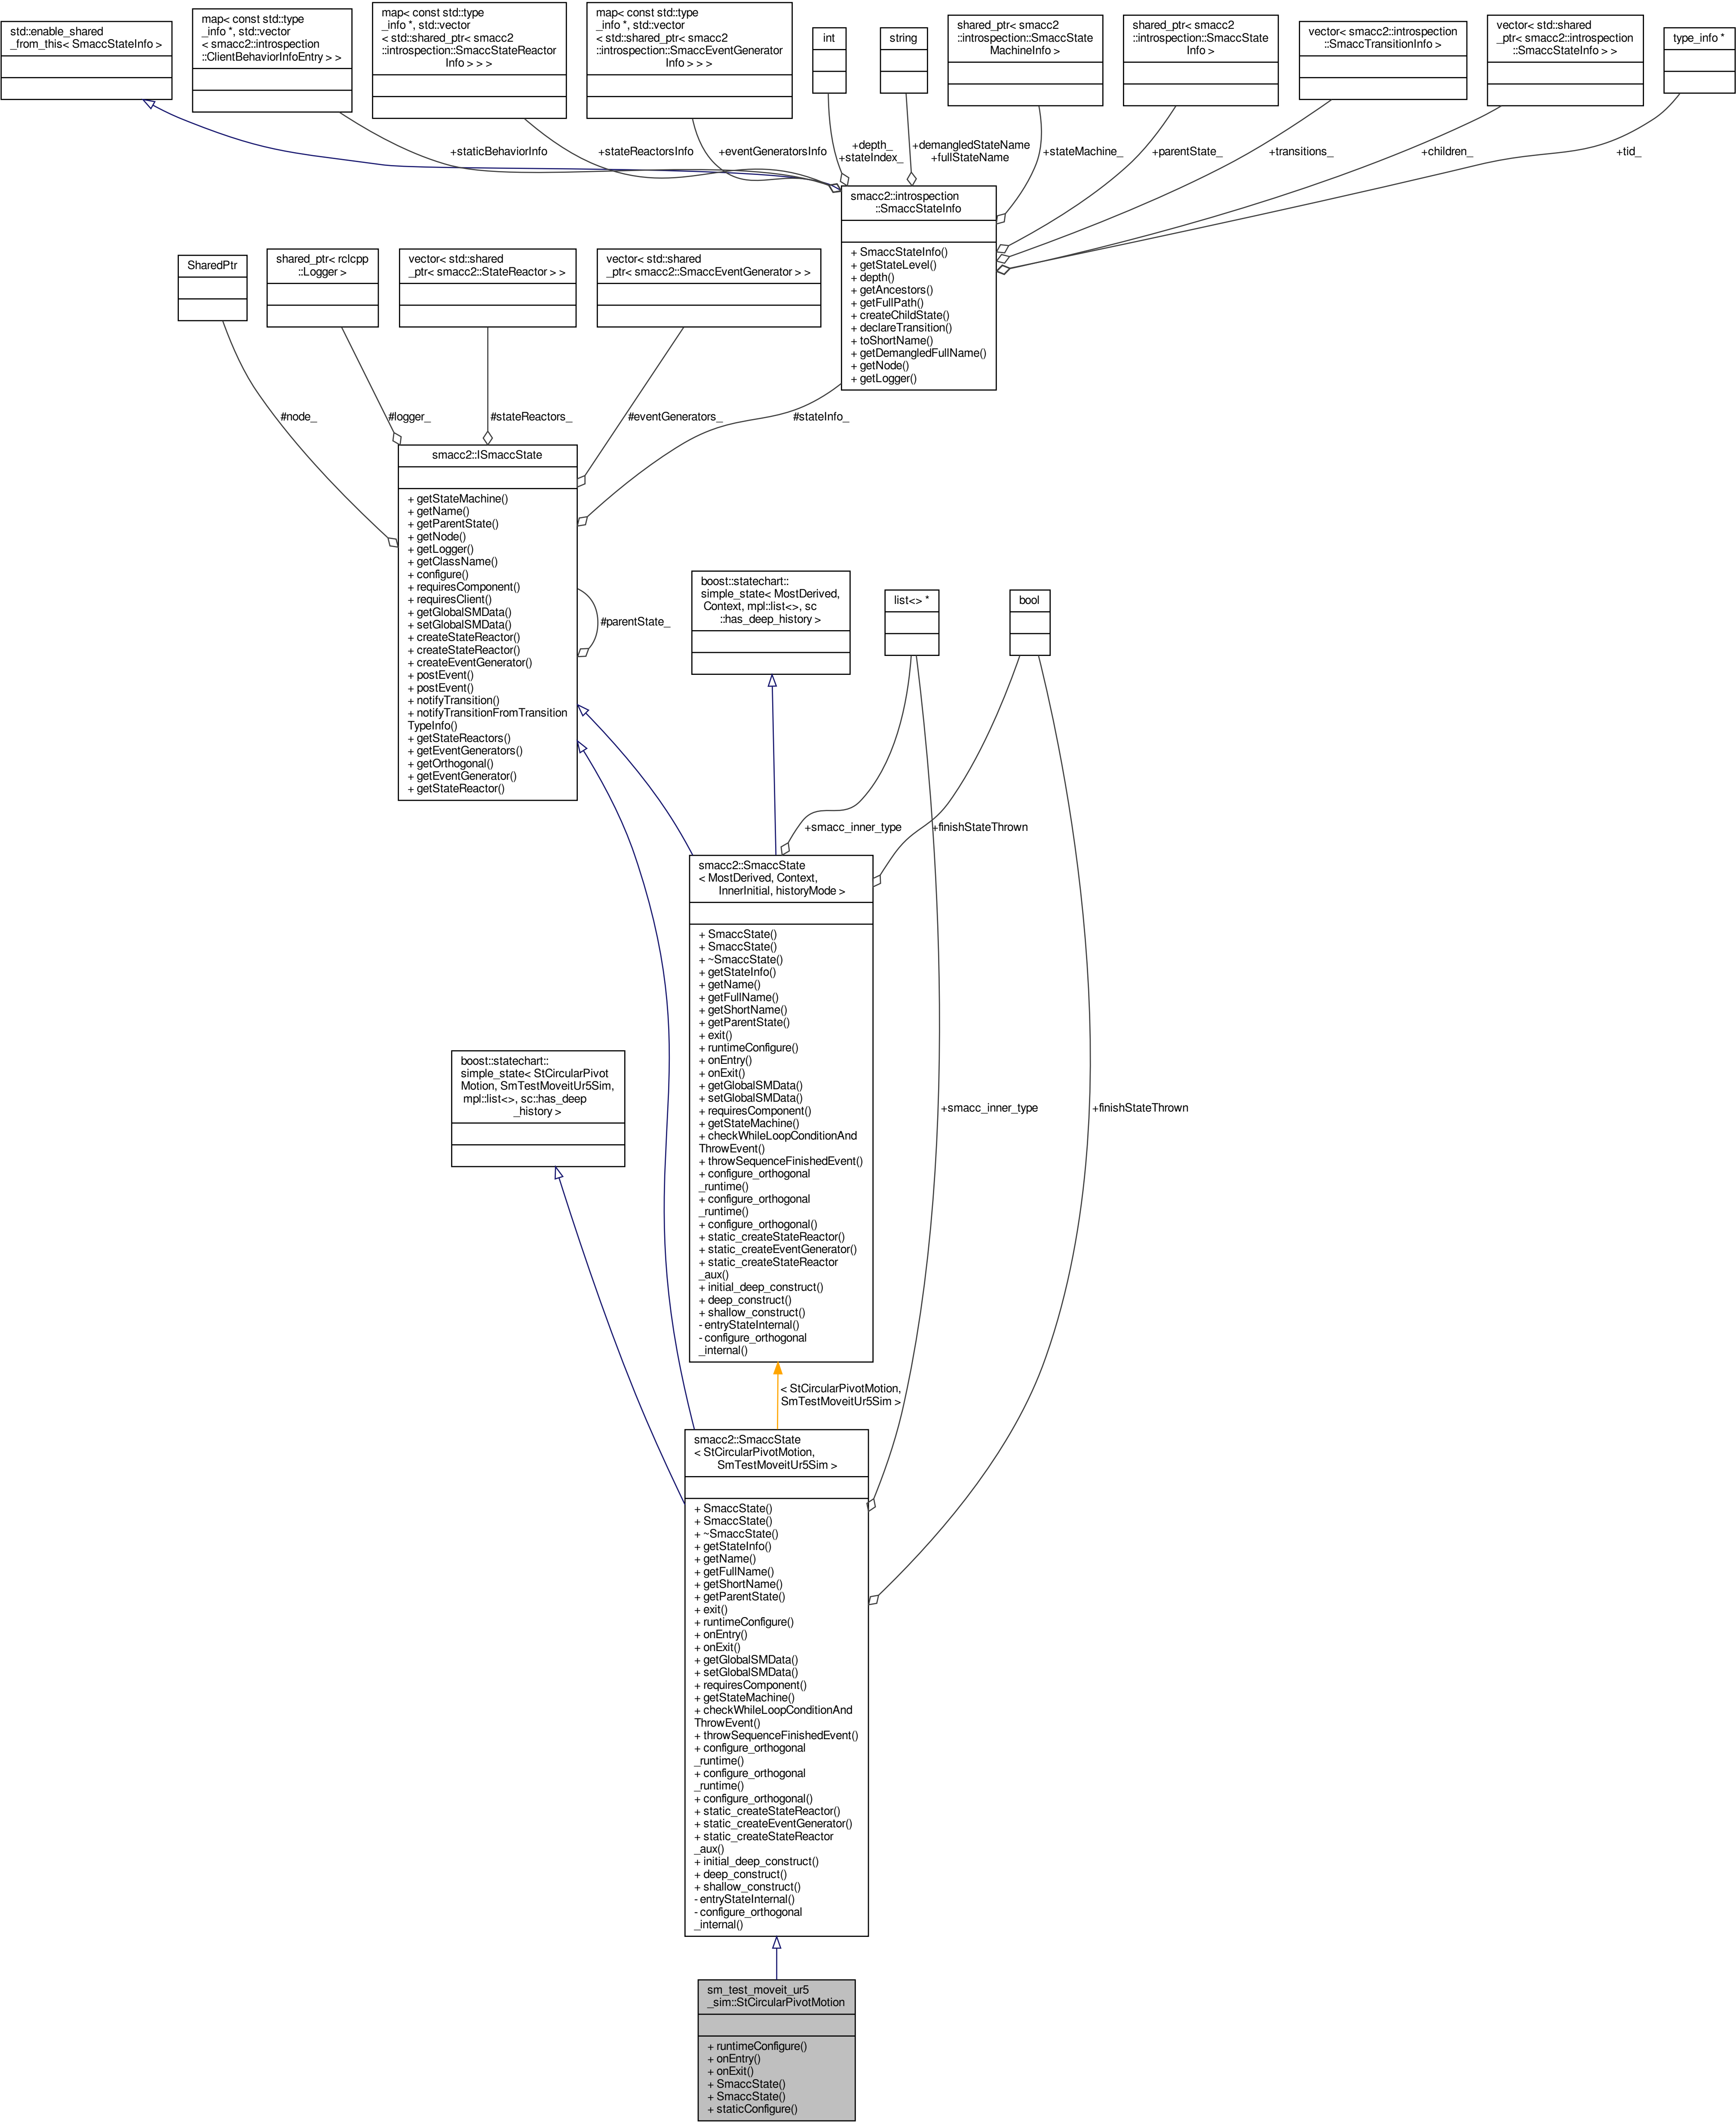 std::enable_shared
_from_this< SmaccStateInfo >
map< const std::type
_info *, std::vector
< smacc2::introspection
::ClientBehaviorInfoEntry > >
map< const std::type
_info *, std::vector
< std::shared_ptr< smacc2
::introspection::SmaccStateReactor
Info > > >
map< const std::type
_info *, std::vector
< std::shared_ptr< smacc2
::introspection::SmaccEventGenerator
Info > > >
int
string
shared_ptr< smacc2
::introspection::SmaccState
MachineInfo >
shared_ptr< smacc2
::introspection::SmaccState
Info >
vector< smacc2::introspection
::SmaccTransitionInfo >
vector< std::shared
_ptr< smacc2::introspection
::SmaccStateInfo > >
type_info *
+staticBehaviorInfo
+stateReactorsInfo
+eventGeneratorsInfo
+depth_
+stateIndex_
+demangledStateName
+fullStateName
+stateMachine_
+parentState_
+transitions_
+children_
+tid_
smacc2::introspection
::SmaccStateInfo
+ SmaccStateInfo()
+ getStateLevel()
+ depth()
+ getAncestors()
+ getFullPath()
+ createChildState()
+ declareTransition()
+ toShortName()
+ getDemangledFullName()
+ getNode()
+ getLogger()
SharedPtr
shared_ptr< rclcpp
::Logger >
vector< std::shared
_ptr< smacc2::StateReactor > >
vector< std::shared
_ptr< smacc2::SmaccEventGenerator > >
#node_
#logger_
#stateReactors_
#eventGenerators_
#stateInfo_
smacc2::ISmaccState
+ getStateMachine()
+ getName()
+ getParentState()
+ getNode()
+ getLogger()
+ getClassName()
+ configure()
+ requiresComponent()
+ requiresClient()
+ getGlobalSMData()
+ setGlobalSMData()
+ createStateReactor()
+ createStateReactor()
+ createEventGenerator()
+ postEvent()
+ postEvent()
+ notifyTransition()
+ notifyTransitionFromTransition
TypeInfo()
+ getStateReactors()
+ getEventGenerators()
+ getOrthogonal()
+ getEventGenerator()
+ getStateReactor()
#parentState_
boost::statechart::
simple_state< MostDerived,
Context, mpl::list<>, sc
::has_deep_history >
list<> *
bool
+smacc_inner_type
+finishStateThrown
smacc2::SmaccState
< MostDerived, Context,
InnerInitial, historyMode >
+ SmaccState()
+ SmaccState()
+ ~SmaccState()
+ getStateInfo()
+ getName()
+ getFullName()
+ getShortName()
+ getParentState()
+ exit()
+ runtimeConfigure()
+ onEntry()
+ onExit()
+ getGlobalSMData()
+ setGlobalSMData()
+ requiresComponent()
+ getStateMachine()
+ checkWhileLoopConditionAnd
ThrowEvent()
+ throwSequenceFinishedEvent()
+ configure_orthogonal
_runtime()
+ configure_orthogonal
_runtime()
+ configure_orthogonal()
+ static_createStateReactor()
+ static_createEventGenerator()
+ static_createStateReactor
_aux()
+ initial_deep_construct()
+ deep_construct()
+ shallow_construct()
- entryStateInternal()
- configure_orthogonal
_internal()
boost::statechart::
simple_state< StCircularPivot
Motion, SmTestMoveitUr5Sim,
mpl::list<>, sc::has_deep
_history >
+smacc_inner_type
+finishStateThrown
< StCircularPivotMotion,
SmTestMoveitUr5Sim >
smacc2::SmaccState
< StCircularPivotMotion,
SmTestMoveitUr5Sim >
+ SmaccState()
+ SmaccState()
+ ~SmaccState()
+ getStateInfo()
+ getName()
+ getFullName()
+ getShortName()
+ getParentState()
+ exit()
+ runtimeConfigure()
+ onEntry()
+ onExit()
+ getGlobalSMData()
+ setGlobalSMData()
+ requiresComponent()
+ getStateMachine()
+ checkWhileLoopConditionAnd
ThrowEvent()
+ throwSequenceFinishedEvent()
+ configure_orthogonal
_runtime()
+ configure_orthogonal
_runtime()
+ configure_orthogonal()
+ static_createStateReactor()
+ static_createEventGenerator()
+ static_createStateReactor
_aux()
+ initial_deep_construct()
+ deep_construct()
+ shallow_construct()
- entryStateInternal()
- configure_orthogonal
_internal()
sm_test_moveit_ur5
_sim::StCircularPivotMotion
+ runtimeConfigure()
+ onEntry()
+ onExit()
+ SmaccState()
+ SmaccState()
+ staticConfigure()